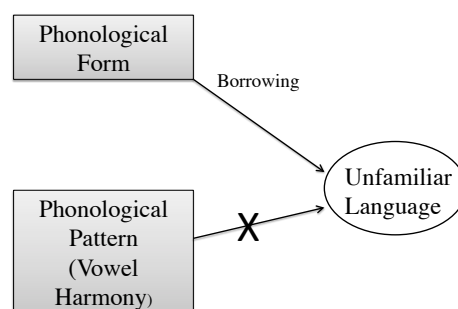 Phonological
Form
Borrowing
Unfamiliar
Language
Phonological
Pattern
(Vowel
Harmony)
X